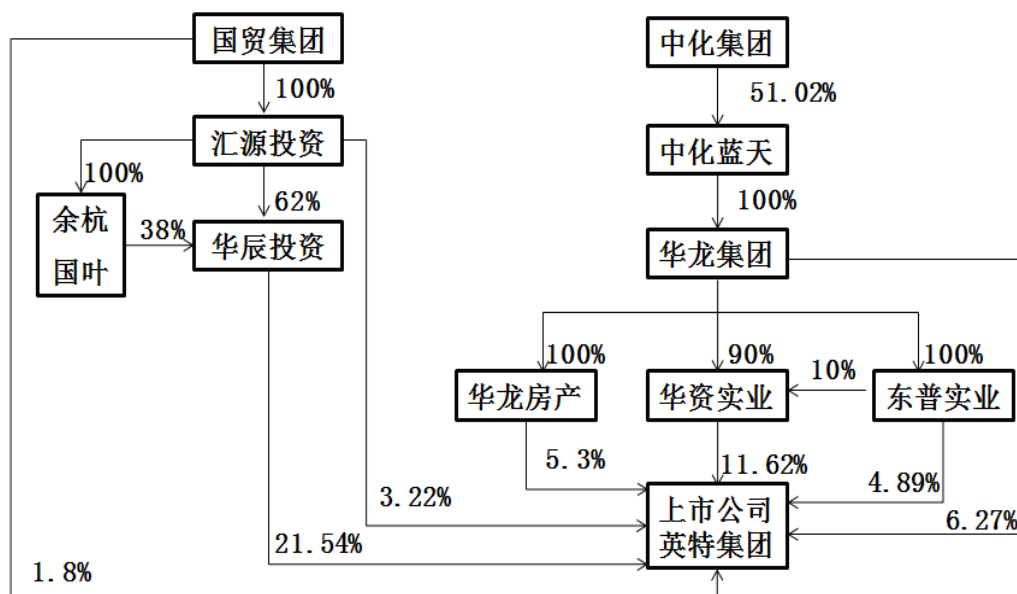 国贸集团
中化集团
100%
51.02%
汇源投资
中化蓝天
100%
62%
100%
余杭
国叶
38%
华辰投资
华龙集团
100%
90%
100%
10%
华龙房产
华资实业
东普实业
5.3%
11.62%
4.89%
3.22%
上市公司
英特集团
6.27%
21.54%
1.8%